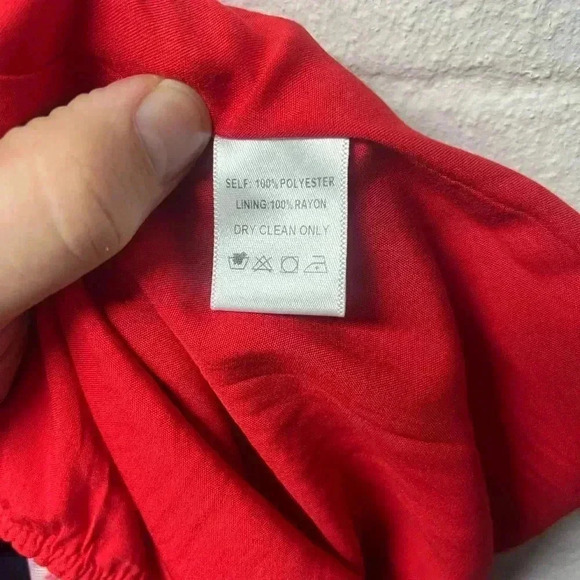 SELF: 100%POLYESTER
LINING:100%RAYON
DRY CLEAN ONLY